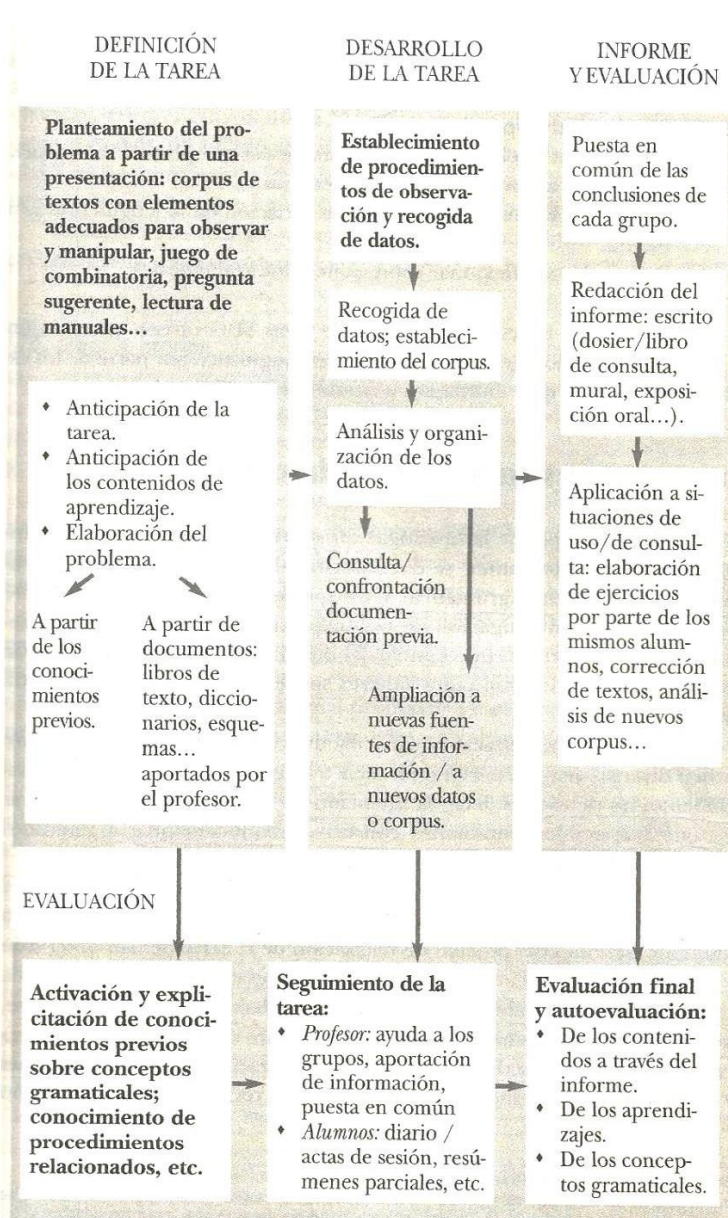 DEFINICIÓN
DE LA TAREA
Planteamiento del pro-
blema a partir de una
presentación: corpus de
textos con elementos
adecuados para observar
y manipular, juego de
combinatoria, pregunta
sugerente, lectura de
manuales...
♦ Anticipación de la
tarea.
♦ Anticipación de
los contenidos de
aprendizaje.
♦ Elaboración del
problema.
A partir
de los
conoci-
mientos
previos.
A partir de
documentos:
libros de
texto, diccio-
narios, esque-
mas...
aportados por
el profesor.
DESARROLLO
DE LA TAREA
Establecimiento
de procedimien-
tos de observa-
ción y recogida
de datos.
Recogida de
datos; estableci-
miento del corpus.
Análisis y organi-
zación de los
datos.
Consulta/
confrontación
documen-
tación previa.
Ampliación a
nuevas fuen-
tes de infor-
mación / a
nuevos datos
o corpus.
INFORME
Y EVALUACIÓN
Puesta en
común de las
conclusiones de
cada grupo.
Redacción del
informe: escrito
(dosier/libro
de consulta,
mural, exposi-
ción oral...).
Aplicación a si-
tuaciones de
uso/de consul-
ta: elaboración
de ejercicios
por parte de los
mismos alum-
nos, corrección
de textos, análi-
sis de nuevos
corpus...
EVALUACIÓN
Activación y expli-
citación de conoci-
mientos previos
sobre conceptos
gramaticales;
conocimiento de
procedimientos
relacionados, etc.
Seguimiento de la
tarea:
♦ Profesor: ayuda a los
grupos, aportación
de información,
puesta en común
♦ Alumnos: diario /
actas de sesión, resú-
menes parciales, etc.
Evaluación final
y autoevaluación:
♦ De los conteni-
dos a través del
informe.
♦ De los aprendi-
zajes.
♦ De los concep-
tos gramaticales.